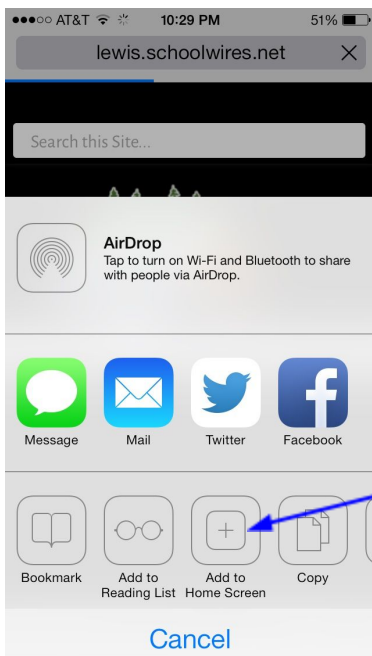 AT&T 10:29 PM 51%
lewis.schoolwires.net
Search this Site...
AirDrop
Tap to turn on Wi-Fi and Bluetooth to share
with people via AirDrop.
Message Mail Twitter Facebook
Bookmark Add to Reading List Add to Home Screen Copy
Cancel